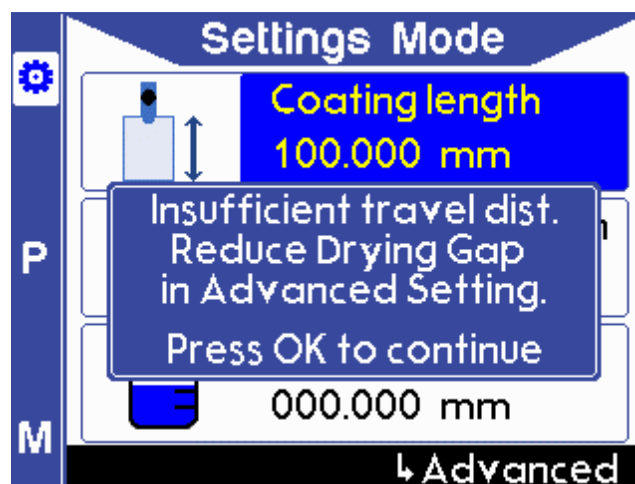 Settings Mode
Coating length
100.000 mm
Insufficient travel dist.
Reduce Drying Gap
in Advanced Setting.
Press OK to continue
P
000.000 mm
M
↳Advanced